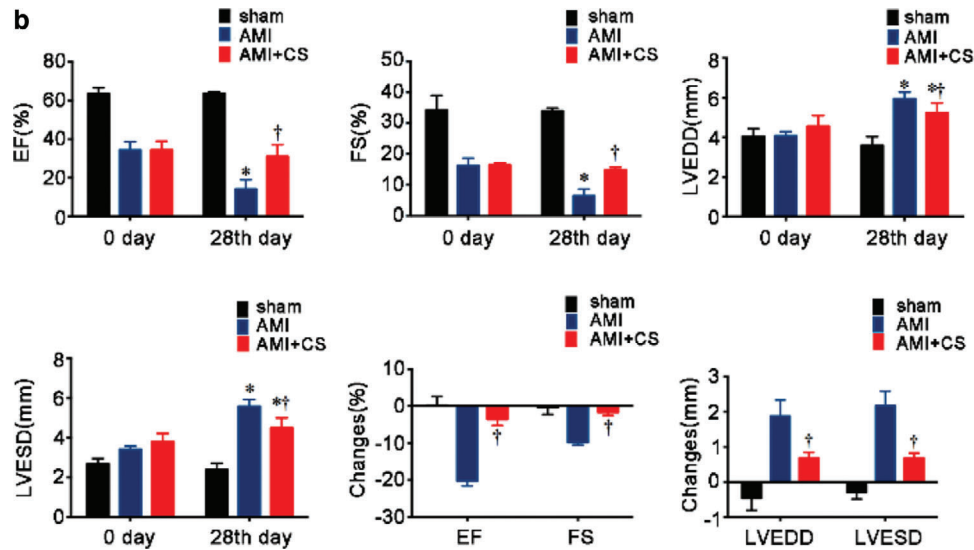 b
sham
AMI
AMI+CS
EF(%)
80
60
40
20
0
*
†
0 day
28th day
sham
AMI
AMI+CS
FS(%)
50
40
30
20
10
0
*
†
0 day
28th day
sham
AMI
AMI+CS
LVEDD(mm)
8
6
4
2
*
*†
0 day
28th day
sham
AMI
AMI+CS
LVESD(mm)
8
6
4
2
0
*
*†
0 day
28th day
sham
AMI
AMI+CS
Changes(%)
10
0
-10
-20
-30
†
†
EF
FS
sham
AMI
AMI+CS
Changes(mm)
3
2
1
0
-1
†
†
LVEDD
LVESD